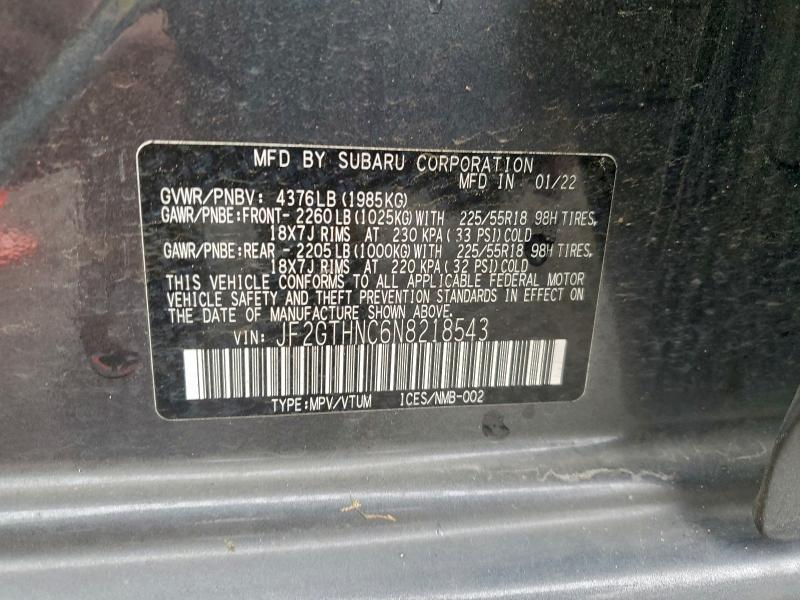 MFD BY SUBARU CORPORATION
MFD IN 01/22
GVWR/PNBV: 4376LB (1985KG)
GAWR/PNBE:FRONT- 2260LB (1025KG) WITH 225/55R18 98H TIRES,
18X7J RIMS AT 230 KPA (33 PSI) COLD
GAWR/PNBE:REAR - 2205LB (1000KG) WITH 225/55R18 98H TIRES,
18X7J RIMS AT 220 KPA (32 PSI) COLD
THIS VEHICLE CONFORMS TO ALL APPLICABLE FEDERAL MOTOR
VEHICLE SAFETY AND THEFT PREVENTION STANDARDS IN EFFECT ON
THE DATE OF MANUFACTURE SHOWN ABOVE.
VIN: JF2GTHNC6N8218543
TYPE:MPV/VTUM ICES/NMB-002